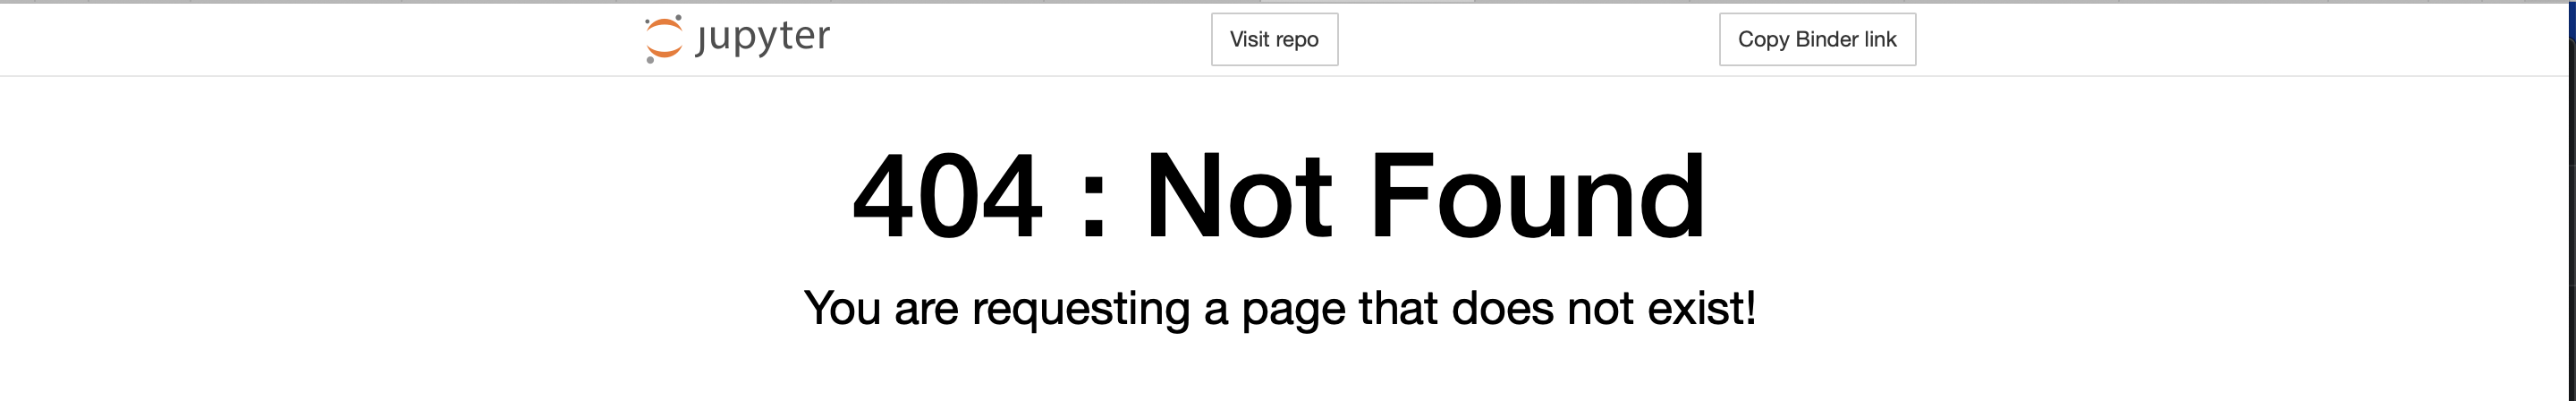 jupyter
Visit repo
Copy Binder link
404 : Not Found
You are requesting a page that does not exist!